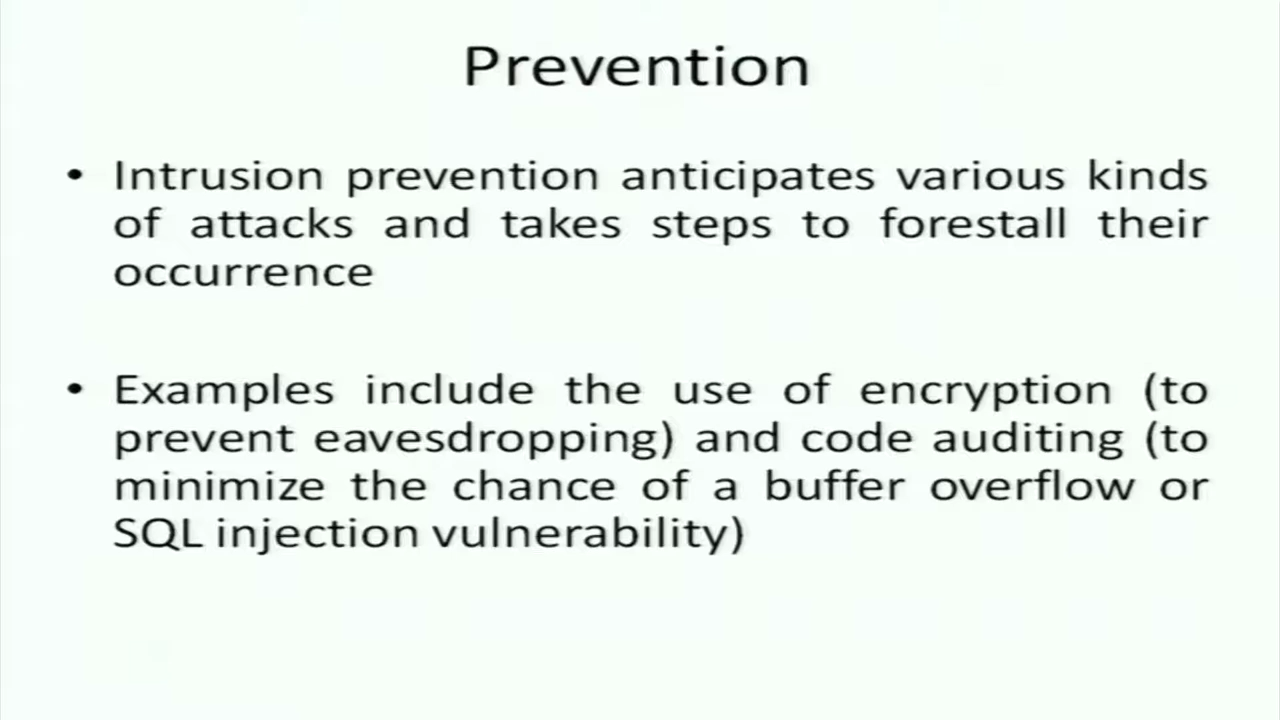 Prevention
• Intrusion prevention anticipates various kinds
of attacks and takes steps to forestall their
occurrence
• Examples include the use of encryption (to
prevent eavesdropping) and code auditing (to
minimize the chance of a buffer overflow or
SQL injection vulnerability)